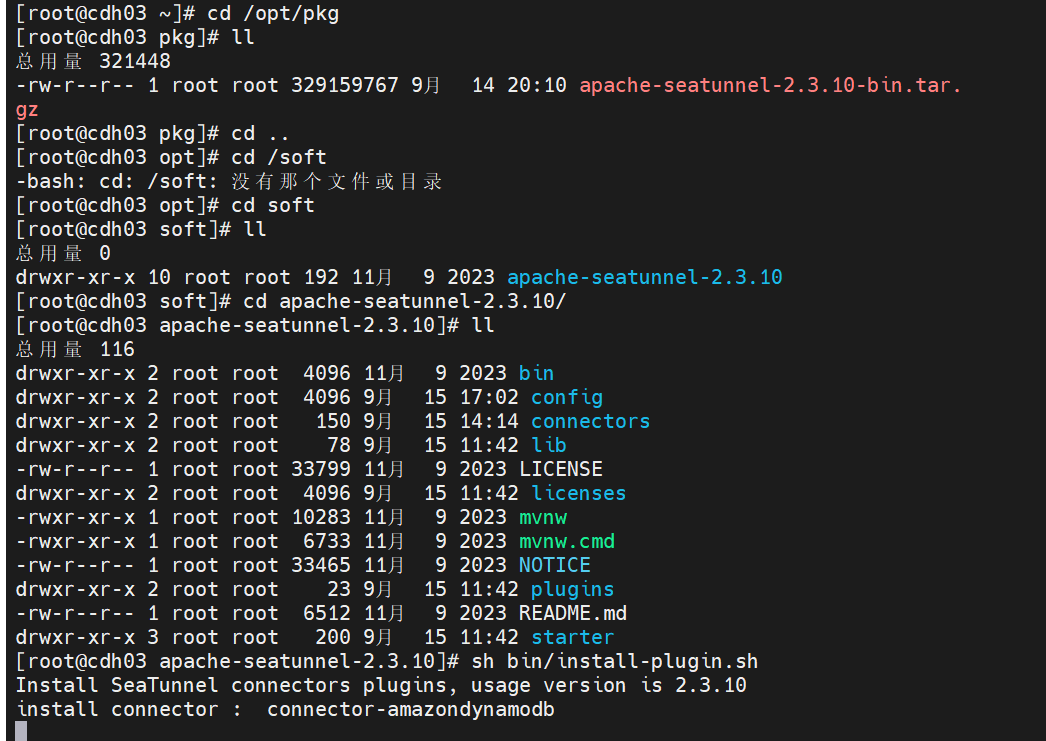 [root@cdh03 ~]# cd /opt/pkg
[root@cdh03 pkg]# ll
总用量 321448
-rw-r--r-- 1 root root 329159767 9月  14 20:10 apache-seatunnel-2.3.10-bin.tar.
gz
[root@cdh03 pkg]# cd ..
[root@cdh03 opt]# cd /soft
-bash: cd: /soft: 没有那个文件或目录
[root@cdh03 opt]# cd soft
[root@cdh03 soft]# ll
总用量 0
drwxr-xr-x 10 root root 192 11月  9 2023 apache-seatunnel-2.3.10
[root@cdh03 soft]# cd apache-seatunnel-2.3.10/
[root@cdh03 apache-seatunnel-2.3.10]# ll
总用量 116
drwxr-xr-x 2 root root  4096 11月  9 2023 bin
drwxr-xr-x 2 root root  4096 9月  15 17:02 config
drwxr-xr-x 2 root root   150 9月  15 14:14 connectors
drwxr-xr-x 2 root root    78 9月  15 11:42 lib
-rw-r--r-- 1 root root 33799 11月  9 2023 LICENSE
drwxr-xr-x 2 root root  4096 9月  15 11:42 licenses
-rwxr-xr-x 1 root root 10283 11月  9 2023 mvnw
-rwxr-xr-x 1 root root  6733 11月  9 2023 mvnw.cmd
-rw-r--r-- 1 root root 33465 11月  9 2023 NOTICE
drwxr-xr-x 2 root root    23 9月  15 11:42 plugins
-rw-r--r-- 1 root root  6512 11月  9 2023 README.md
drwxr-xr-x 3 root root   200 9月  15 11:42 starter
[root@cdh03 apache-seatunnel-2.3.10]# sh bin/install-plugin.sh
Install SeaTunnel connectors plugins, usage version is 2.3.10
install connector :  connector-amazondynamodb